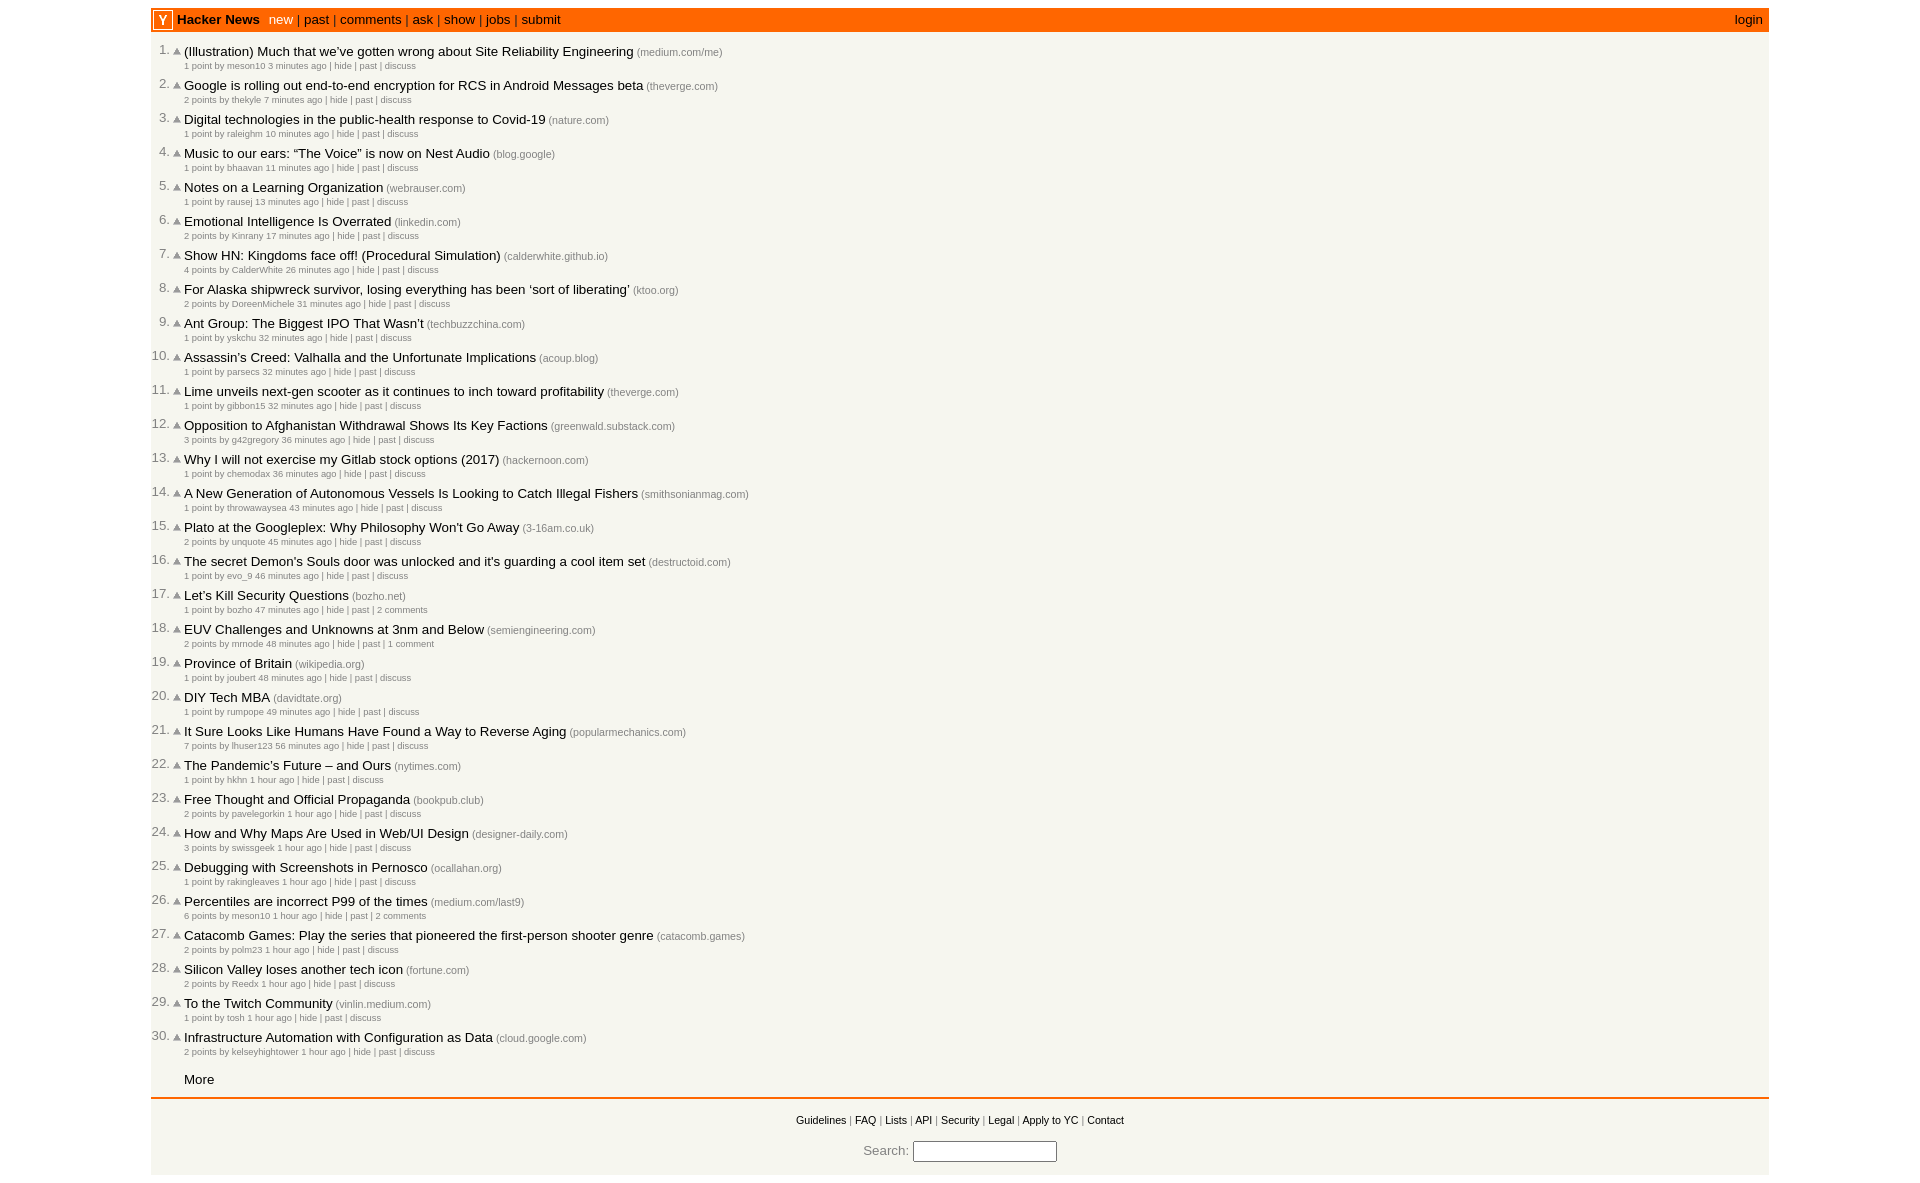 Y Hacker News new | past | comments | ask | show | jobs | submit login
1. (Illustration) Much that we’ve gotten wrong about Site Reliability Engineering (medium.com/me)
1 point by meson10 3 minutes ago | hide | past | discuss
2. Google is rolling out end-to-end encryption for RCS in Android Messages beta (theverge.com)
2 points by thekyle 7 minutes ago | hide | past | discuss
3. Digital technologies in the public-health response to Covid-19 (nature.com)
1 point by raleighm 10 minutes ago | hide | past | discuss
4. Music to our ears: “The Voice” is now on Nest Audio (blog.google)
1 point by bhaavan 11 minutes ago | hide | past | discuss
5. Notes on a Learning Organization (webrauser.com)
1 point by rausej 13 minutes ago | hide | past | discuss
6. Emotional Intelligence Is Overrated (linkedin.com)
2 points by Kinrany 17 minutes ago | hide | past | discuss
7. Show HN: Kingdoms face off! (Procedural Simulation) (calderwhite.github.io)
4 points by CalderWhite 26 minutes ago | hide | past | discuss
8. For Alaska shipwreck survivor, losing everything has been ‘sort of liberating’ (ktoo.org)
2 points by DoreenMichele 31 minutes ago | hide | past | discuss
9. Ant Group: The Biggest IPO That Wasn’t (techbuzzchina.com)
1 point by yskchu 32 minutes ago | hide | past | discuss
10. Assassin’s Creed: Valhalla and the Unfortunate Implications (acoup.blog)
1 point by parsecs 32 minutes ago | hide | past | discuss
11. Lime unveils next-gen scooter as it continues to inch toward profitability (theverge.com)
1 point by gibbon15 32 minutes ago | hide | past | discuss
12. Opposition to Afghanistan Withdrawal Shows Its Key Factions (greenwald.substack.com)
3 points by g42gregory 36 minutes ago | hide | past | discuss
13. Why I will not exercise my Gitlab stock options (2017) (hackernoon.com)
1 point by chemodax 36 minutes ago | hide | past | discuss
14. A New Generation of Autonomous Vessels Is Looking to Catch Illegal Fishers (smithsonianmag.com)
1 point by throwawaysea 43 minutes ago | hide | past | discuss
15. Plato at the Googleplex: Why Philosophy Won't Go Away (3-16am.co.uk)
2 points by unquote 45 minutes ago | hide | past | discuss
16. The secret Demon's Souls door was unlocked and it's guarding a cool item set (destructoid.com)
1 point by evo_9 46 minutes ago | hide | past | discuss
17. Let’s Kill Security Questions (bozho.net)
1 point by bozho 47 minutes ago | hide | past | 2 comments
18. EUV Challenges and Unknowns at 3nm and Below (semiengineering.com)
2 points by mrnode 48 minutes ago | hide | past | 1 comment
19. Province of Britain (wikipedia.org)
1 point by joubert 48 minutes ago | hide | past | discuss
20. DIY Tech MBA (davidtate.org)
1 point by rumpope 49 minutes ago | hide | past | discuss
21. It Sure Looks Like Humans Have Found a Way to Reverse Aging (popularmechanics.com)
7 points by lhuser123 56 minutes ago | hide | past | discuss
22. The Pandemic’s Future – and Ours (nytimes.com)
1 point by hkhn 1 hour ago | hide | past | discuss
23. Free Thought and Official Propaganda (bookpub.club)
2 points by pavelegorkin 1 hour ago | hide | past | discuss
24. How and Why Maps Are Used in Web/UI Design (designer-daily.com)
3 points by swissgeek 1 hour ago | hide | past | discuss
25. Debugging with Screenshots in Pernosco (ocallahan.org)
1 point by rakingleaves 1 hour ago | hide | past | discuss
26. Percentiles are incorrect P99 of the times (medium.com/last9)
6 points by meson10 1 hour ago | hide | past | 2 comments
27. Catacomb Games: Play the series that pioneered the first-person shooter genre (catacomb.games)
2 points by polm23 1 hour ago | hide | past | discuss
28. Silicon Valley loses another tech icon (fortune.com)
2 points by Reedx 1 hour ago | hide | past | discuss
29. To the Twitch Community (vinlin.medium.com)
1 point by tosh 1 hour ago | hide | past | discuss
30. Infrastructure Automation with Configuration as Data (cloud.google.com)
2 points by kelseyhightower 1 hour ago | hide | past | discuss
More
Guidelines | FAQ | Lists | API | Security | Legal | Apply to YC | Contact
Search: